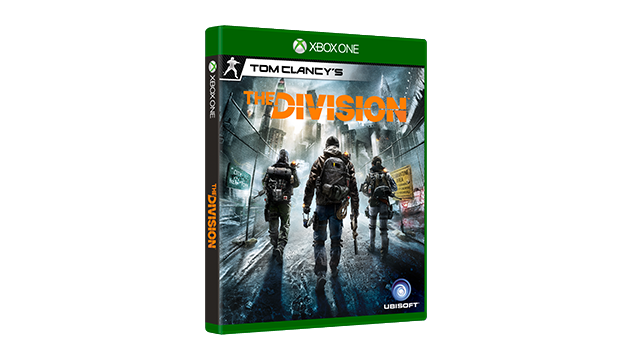 XBOX ONE
TOM CLANCY'S
THE DIVISION
UBISOFT
XBOX ONE
THE DIVISION